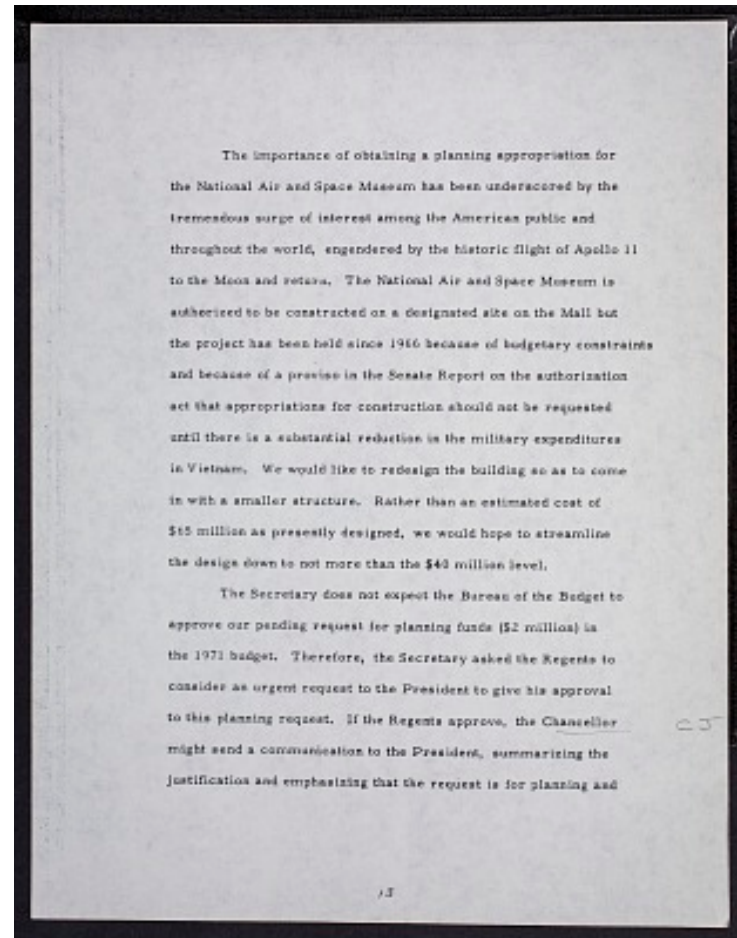 The importance of obtaining a planning appropriation for
the National Air and Space Museum has been underscored by the
tremendous surge of interest among the American public and
throughout the world, engendered by the historic flight of Apollo 11
to the Moon and return. The National Air and Space Museum is
authorized to be constructed on a designated site on the Mall but
the project has been held since 1966 because of budgetary constraints
and because of a proviso in the Senate Report on the authorization
act that appropriations for construction should not be requested
until there is a substantial reduction in the military expenditures
in Vietnam. We would like to redesign the building so as to come
in with a smaller structure. Rather than an estimated cost of
$65 million as presently designed, we would hope to streamline
the design down to not more than the $40 million level.
The Secretary does not expect the Bureau of the Budget to
approve our pending request for planning funds ($2 million) in
the 1971 budget. Therefore, the Secretary asked the Regents to
consider an urgent request to the President to give his approval
to this planning request. If the Regents approve, the Chancellor CJ
might send a communication to the President, summarizing the
justification and emphasizing that the request is for planning and